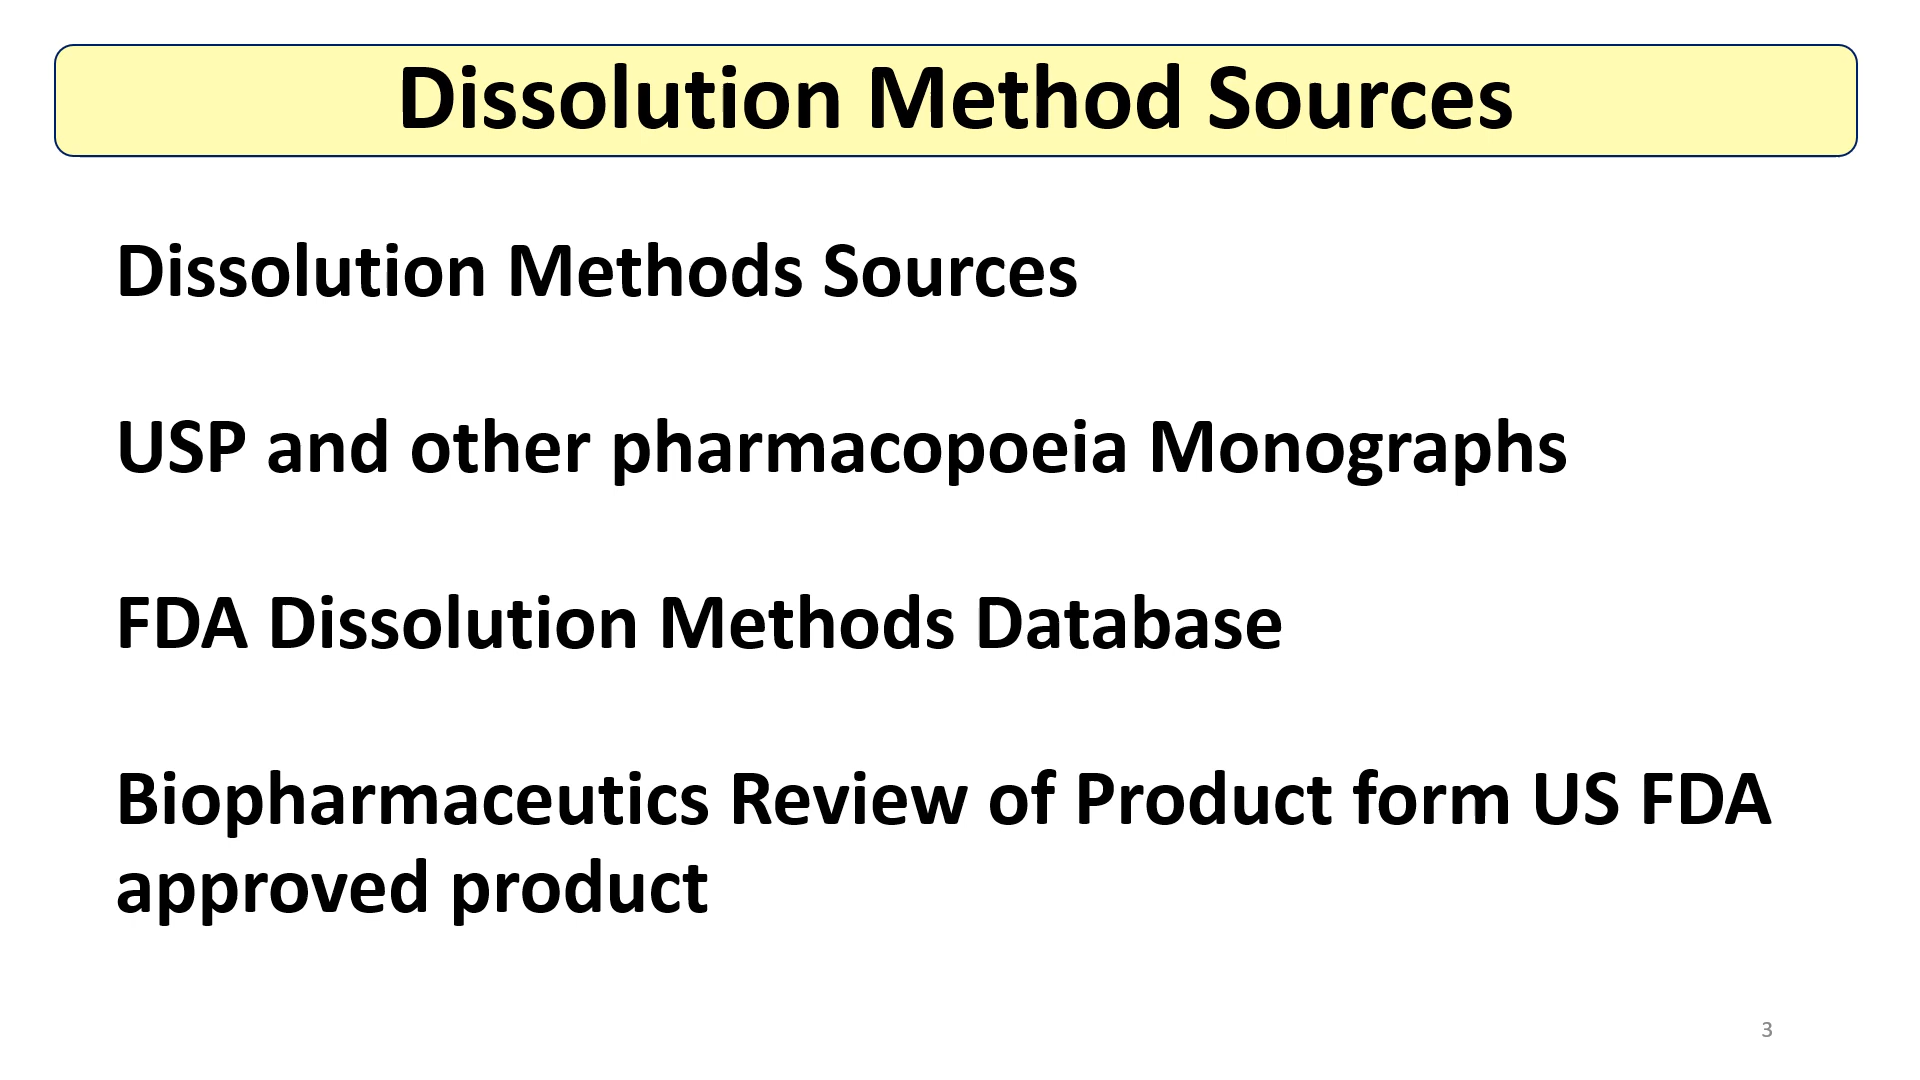 Dissolution Method Sources
Dissolution Methods Sources
USP and other pharmacopoeia Monographs
FDA Dissolution Methods Database
Biopharmaceutics Review of Product form US FDA
approved product
3